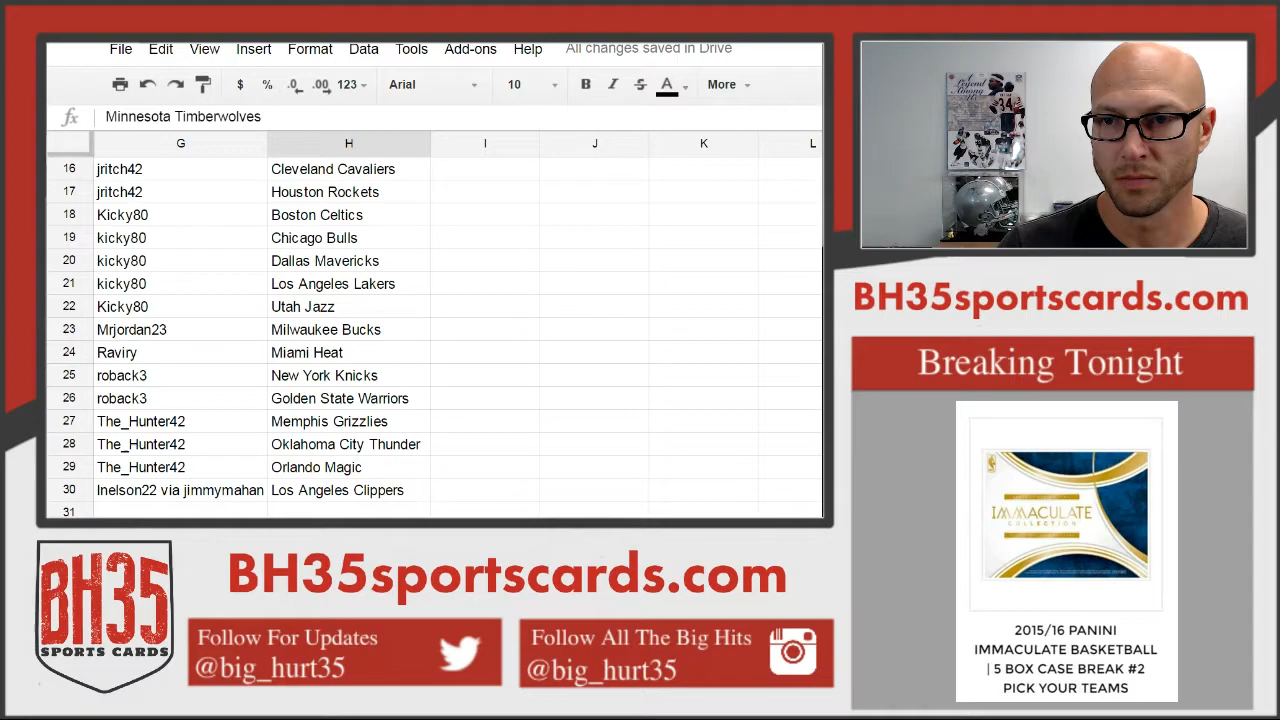 File Edit View Insert Format Data Tools Add-ons Help All changes saved in Drive
$ % .0 .00 123 Arial 10 B I S A More
fx Minnesota Timberwolves
G H I J K L
16 jritch42 Cleveland Cavaliers
17 jritch42 Houston Rockets
18 Kicky80 Boston Celtics
19 kicky80 Chicago Bulls
20 kicky80 Dallas Mavericks
21 kicky80 Los Angeles Lakers
22 Kicky80 Utah Jazz
23 Mrjordan23 Milwaukee Bucks
24 Raviry Miami Heat
25 roback3 New York Knicks
26 roback3 Golden State Warriors
27 The_Hunter42 Memphis Grizzlies
28 The_Hunter42 Oklahoma City Thunder
29 The_Hunter42 Orlando Magic
30 lnelson22 via jimmymahan Los Angeles Clippers
31
34
BH35sportscards.com
Breaking Tonight
IMMACULATE
COLLECTION
2015/16 PANINI
IMMACULATE BASKETBALL
| 5 BOX CASE BREAK #2
PICK YOUR TEAMS
BH35
SPORTS CARDS
BH35sportscards.com
Follow For Updates
@big_hurt35
Follow All The Big Hits
@big_hurt35